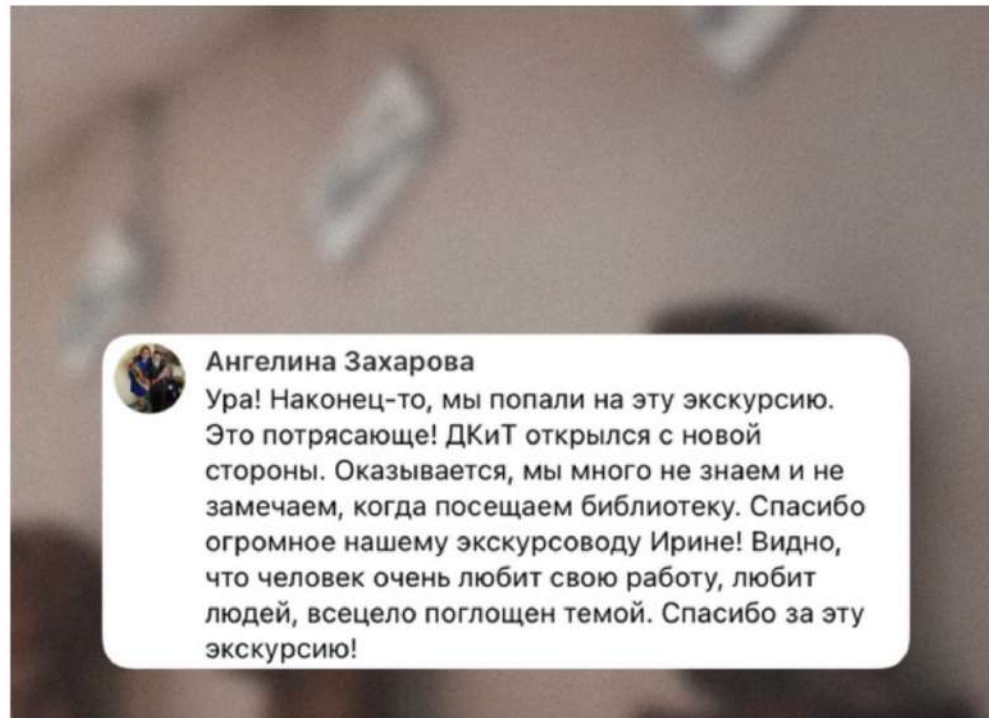 Ангелина Захарова
Ура! Наконец-то, мы попали на эту экскурсию.
Это потрясающе! ДКиТ открылся с новой
стороны. Оказывается, мы много не знаем и не
замечаем, когда посещаем библиотеку. Спасибо
огромное нашему экскурсоводу Ирине! Видно,
что человек очень любит свою работу, любит
людей, всецело поглощен темой. Спасибо за эту
экскурсию!